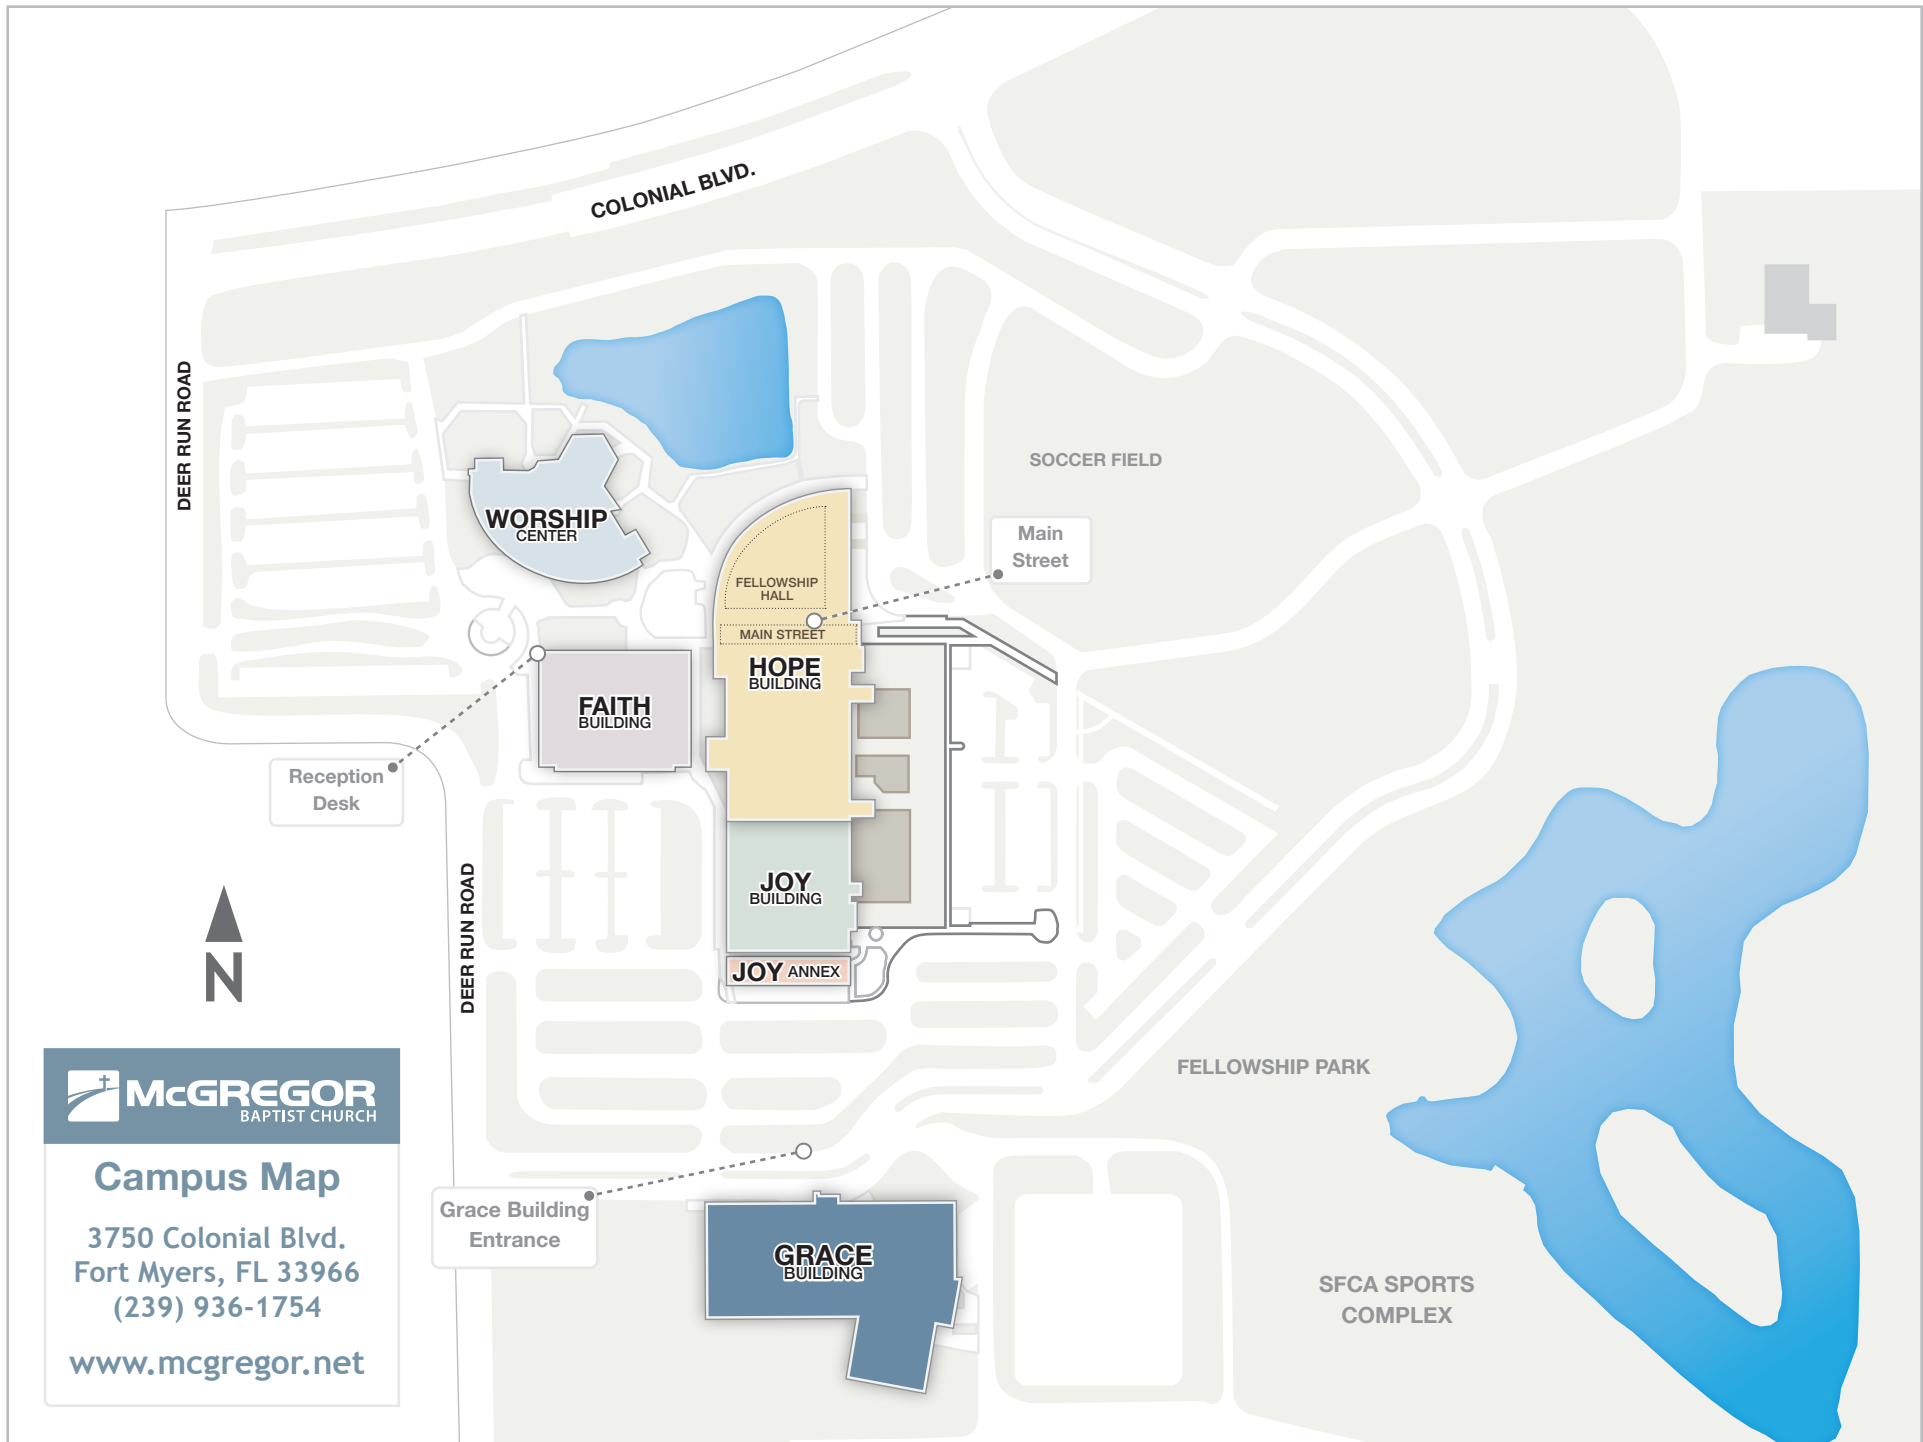 COLONIAL BLVD.
DEER RUN ROAD
SOCCER FIELD
WORSHIP
CENTER
Main
Street
FELLOWSHIP
HALL
MAIN STREET
HOPE
BUILDING
FAITH
BUILDING
Reception
Desk
JOY
BUILDING
DEER RUN ROAD
JOY ANNEX
N
FELLOWSHIP PARK
McGREGOR
BAPTIST CHURCH
Campus Map
3750 Colonial Blvd.
Fort Myers, FL 33966
(239) 936-1754
www.mcgregor.net
Grace Building
Entrance
GRACE
BUILDING
SFCA SPORTS
COMPLEX